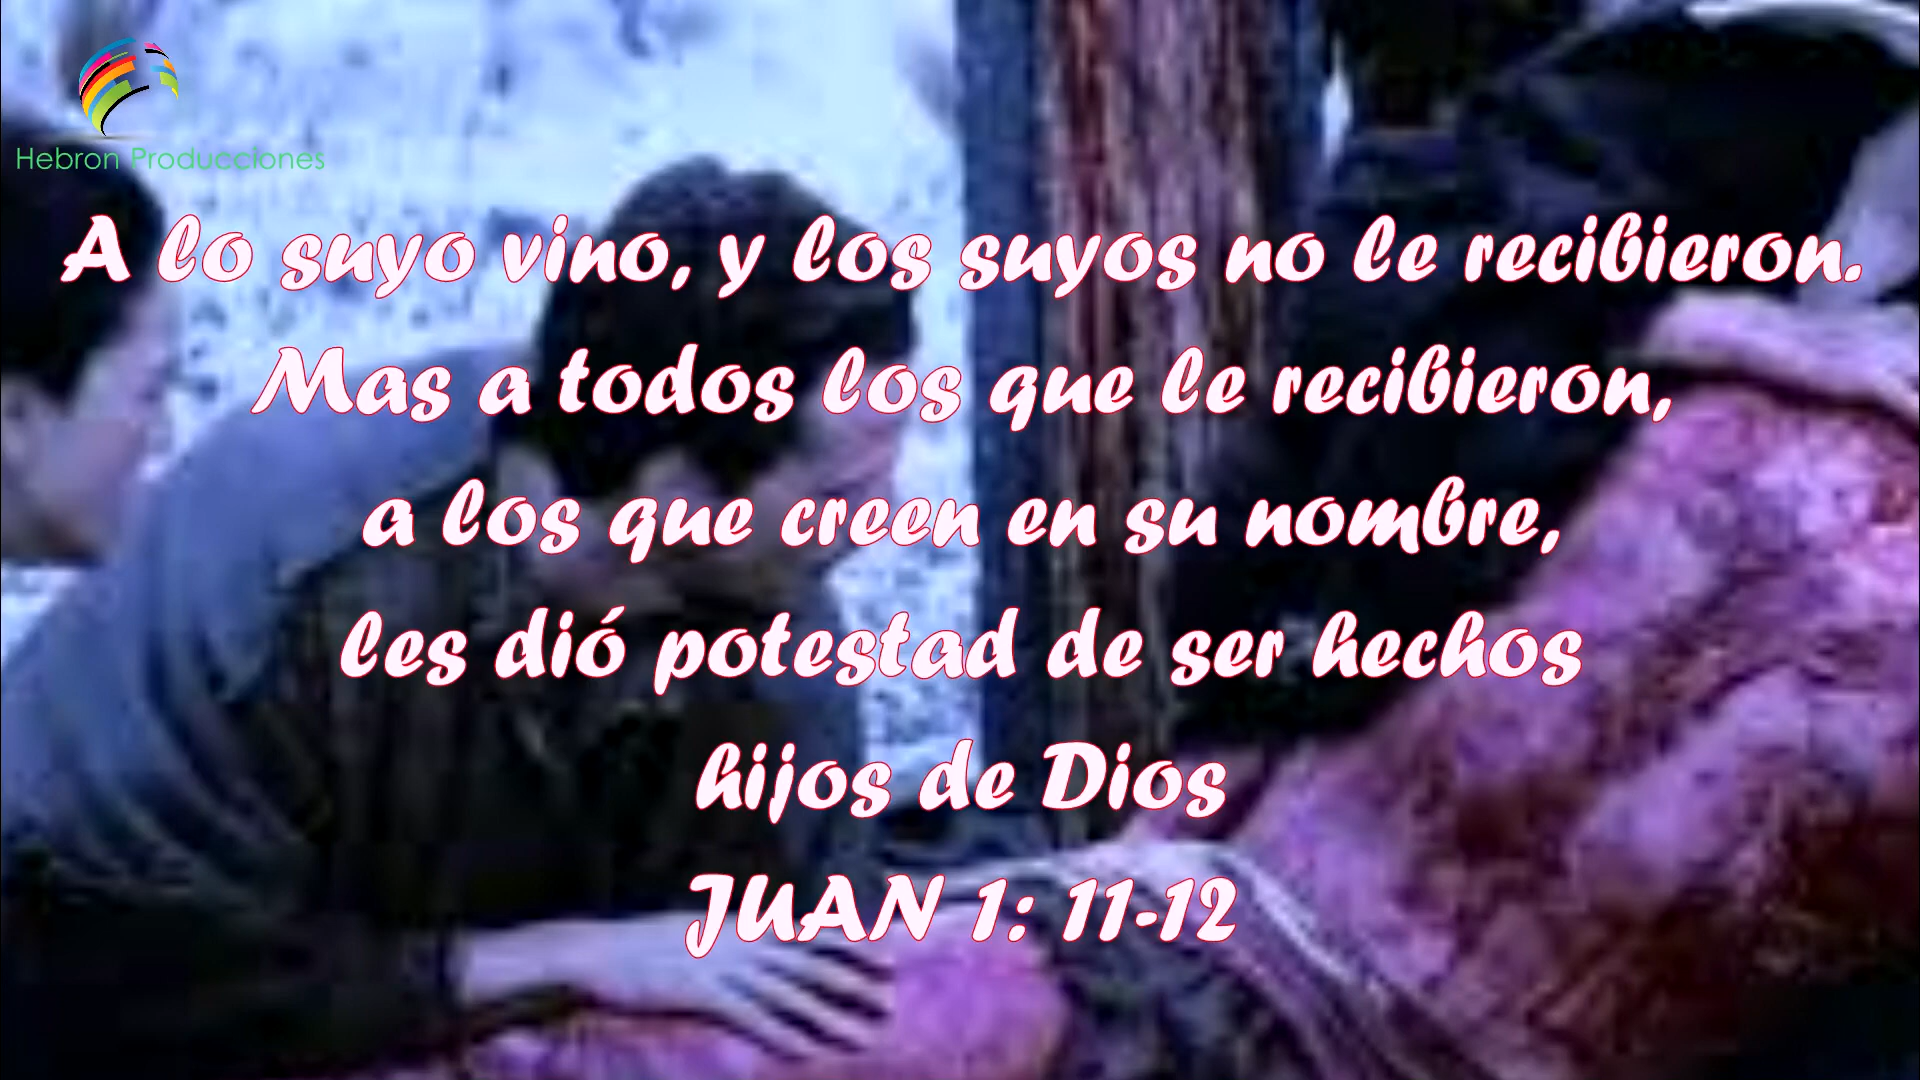 Hebron Producciones
A lo suyo vino, y los suyos no le recibieron.
Mas a todos los que le recibieron,
a los que creen en su nombre,
les dió potestad de ser hechos
hijos de Dios
JUAN 1: 11-12